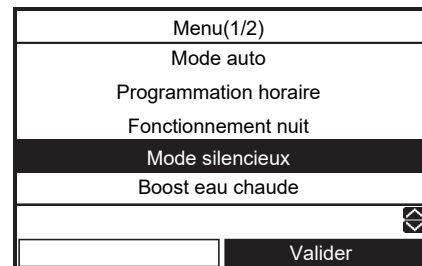 Menu(1/2)
Mode auto
Programmation horaire
Fonctionnement nuit
Mode silencieux
Boost eau chaude
Valider